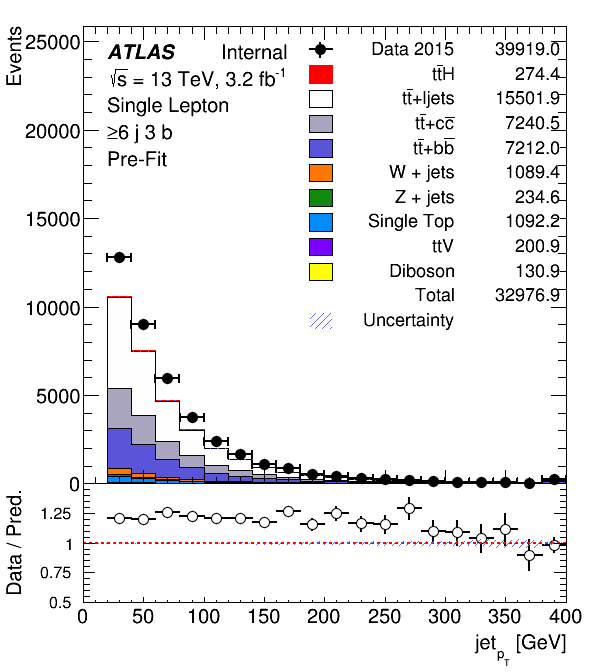 Events
25000
20000
15000
10000
5000
0
ATLAS Internal
√s = 13 TeV, 3.2 fb⁻¹
Single Lepton
≥6 j 3 b
Pre-Fit
Data 2015 39919.0
tt̄H 274.4
tt̄+ljets 15501.9
tt̄+cc̄ 7240.5
tt̄+bb̄ 7212.0
W + jets 1089.4
Z + jets 234.6
Single Top 1092.2
ttV 200.9
Diboson 130.9
Total 32976.9
Uncertainty
Data / Pred.
1.25
1
0.75
0.5
0 50 100 150 200 250 300 350 400
jet_p_T [GeV]